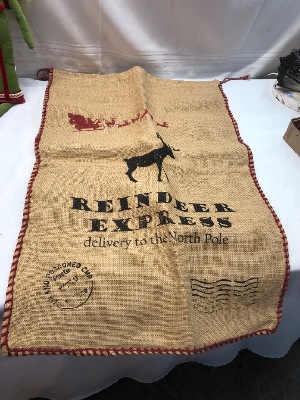 REINDEER
EXPRESS
delivery to the North Pole